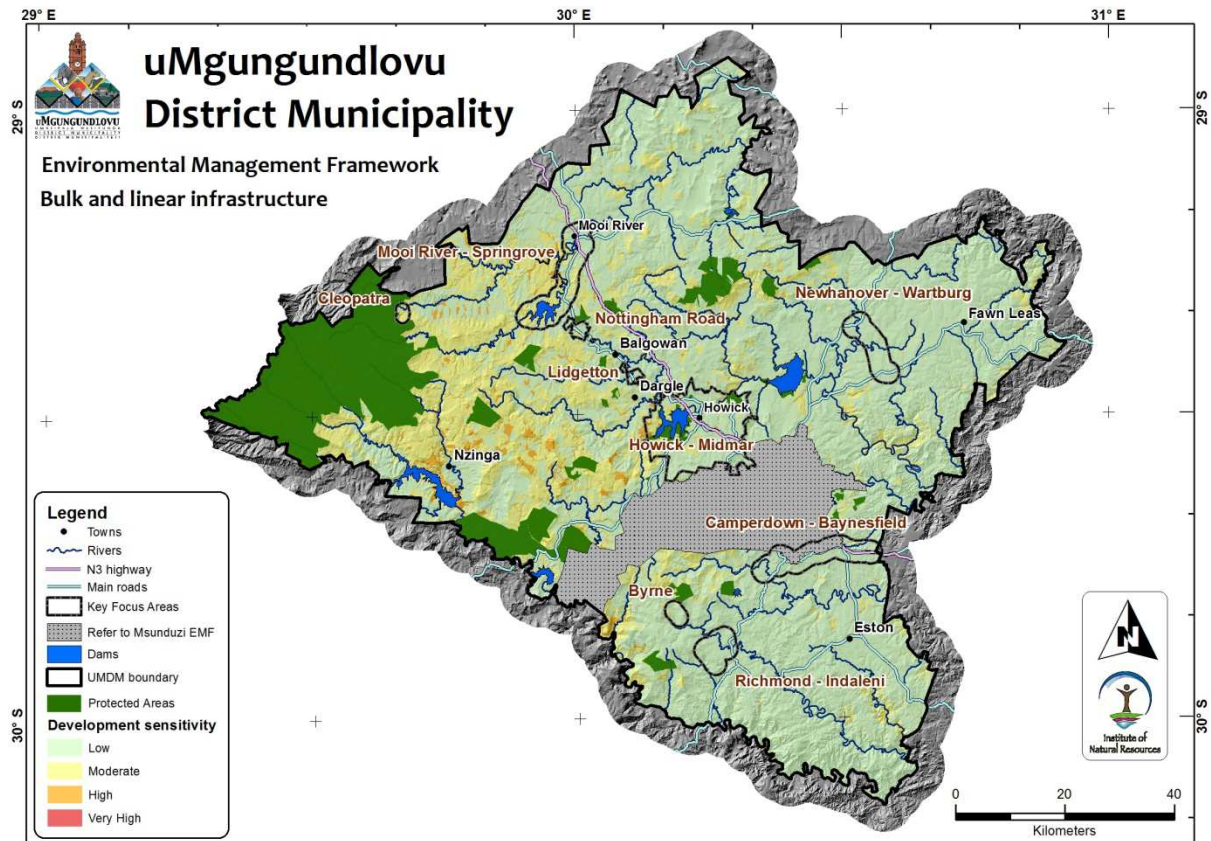 29° E
30° E
31° E
uMgungundlovu
District Municipality
uMGUNGUNDLOVU
Environmental Management Framework
Bulk and linear infrastructure
29° S
29° S
Mooi River
Mooi River - Springrove
Cleopatra
Newhanover - Wartburg
Nottingham Road
Fawn Leas
Balgowan
Lidgetton
Dargle
Howick
Howick - Midmar
Nzinga
Camperdown - Baynesfield
Byrne
Eston
Richmond - Indaleni
Legend
Towns
Rivers
N3 highway
Main roads
Key Focus Areas
Refer to Msunduzi EMF
Dams
UMDM boundary
Protected Areas
Development sensitivity
Low
Moderate
High
Very High
30° S
30° S
N
Institute of
Natural Resources
0 20 40
Kilometers